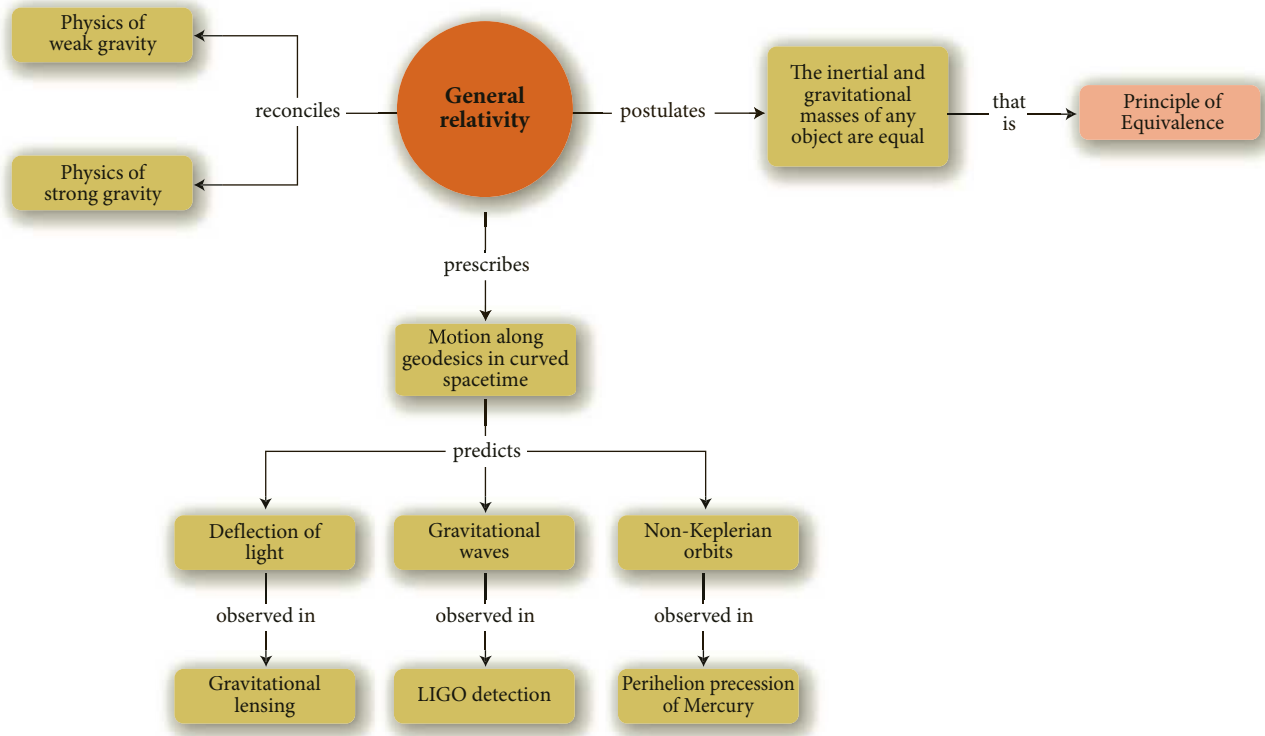 Physics of
weak gravity
reconciles
Physics of
strong gravity
General
relativity
postulates
The inertial and
gravitational
masses of any
object are equal
that
is
Principle of
Equivalence
prescribes
Motion along
geodesics in curved
spacetime
predicts
Deflection of
light
Gravitational
waves
Non-Keplerian
orbits
observed in
observed in
observed in
Gravitational
lensing
LIGO detection
Perihelion precession
of Mercury